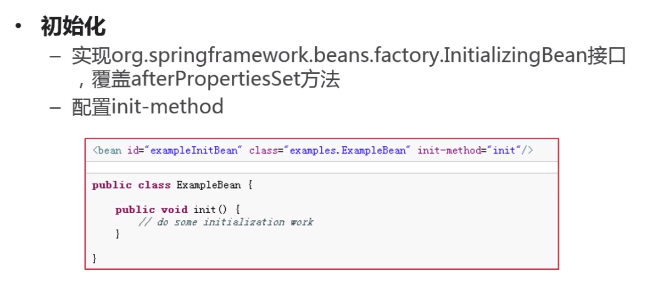 • 初始化
– 实现org.springframework.beans.factory.InitializingBean接口
，覆盖afterPropertiesSet方法
– 配置init-method
<bean id="exampleInitBean" class="examples.ExampleBean" init-method="init"/>
public class ExampleBean {
public void init() {
// do some initialization work
}
}